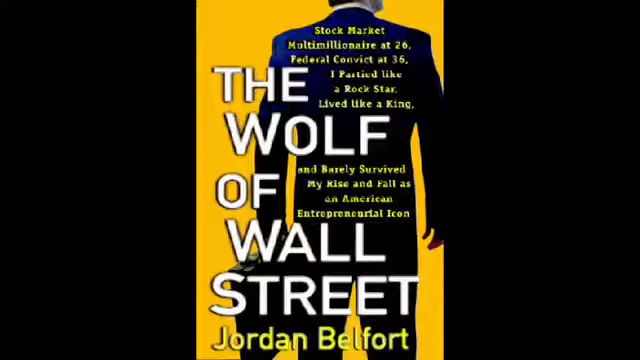 Stock Market
Multimillionaire at 26,
Federal Convict at 36,
I Partied like
a Rock Star,
Lived like a King,
and Barely Survived
My Rise and Fall as
an American
Entrepreneurial Icon
THE
WOLF
OF
WALL
STREET
Jordan Belfort